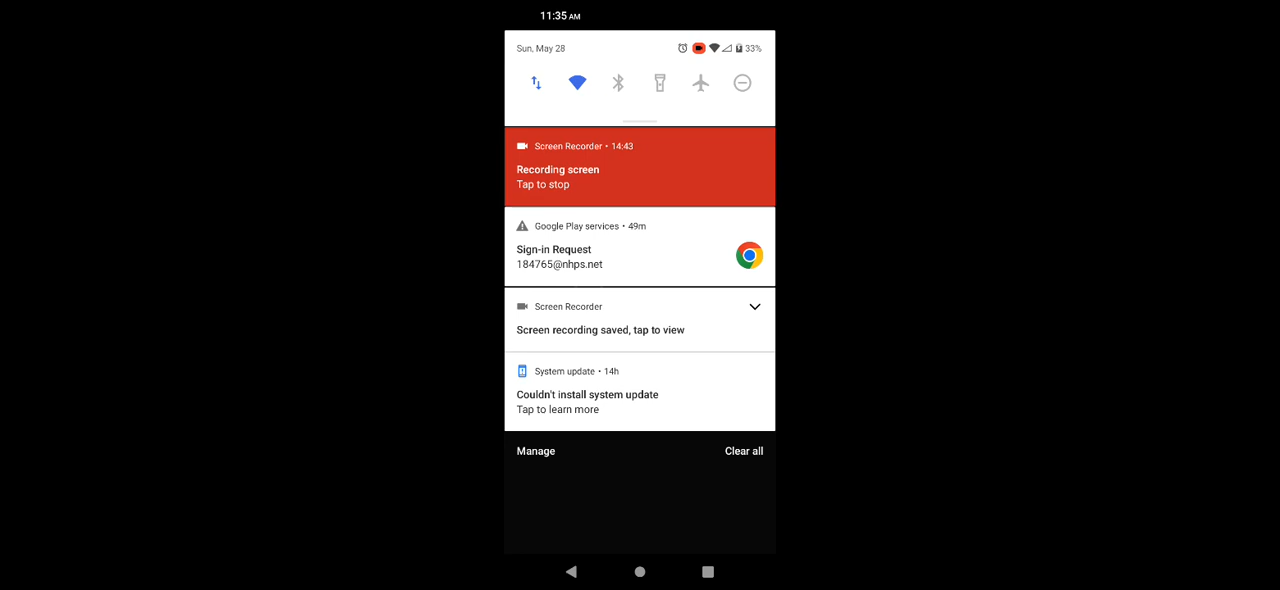 11:35 AM
Sun, May 28
33%
Screen Recorder • 14:43
Recording screen
Tap to stop
Google Play services • 49m
Sign-in Request
184765@nhps.net
Screen Recorder
Screen recording saved, tap to view
System update • 14h
Couldn't install system update
Tap to learn more
Manage
Clear all